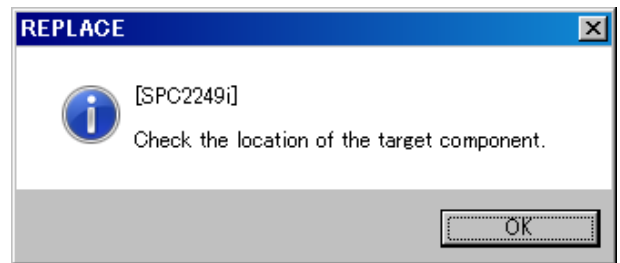 REPLACE
[SPC2249i]
Check the location of the target component.
OK